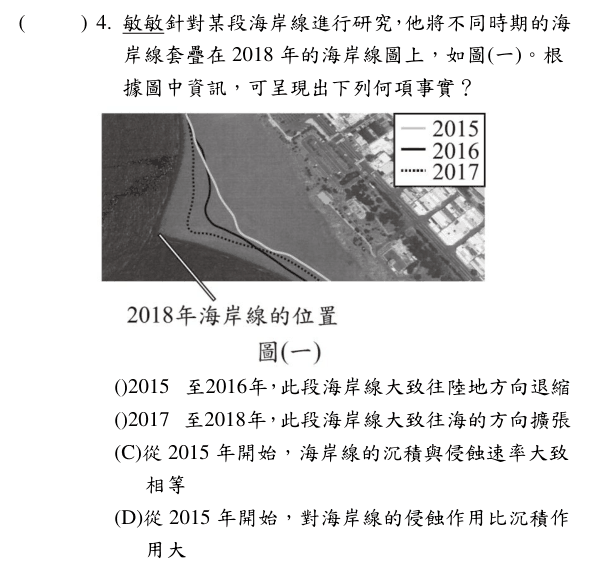 (　　) 4. 敏敏針對某段海岸線進行研究，他將不同時期的海
岸線套疊在 2018 年的海岸線圖上，如圖(一)。根
據圖中資訊，可呈現出下列何項事實？
2015
2016
2017
2018年海岸線的位置
圖(一)
()2015 至2016年，此段海岸線大致往陸地方向退縮
()2017 至2018年，此段海岸線大致往海的方向擴張
(C)從 2015 年開始，海岸線的沉積與侵蝕速率大致
相等
(D)從 2015 年開始，對海岸線的侵蝕作用比沉積作
用大